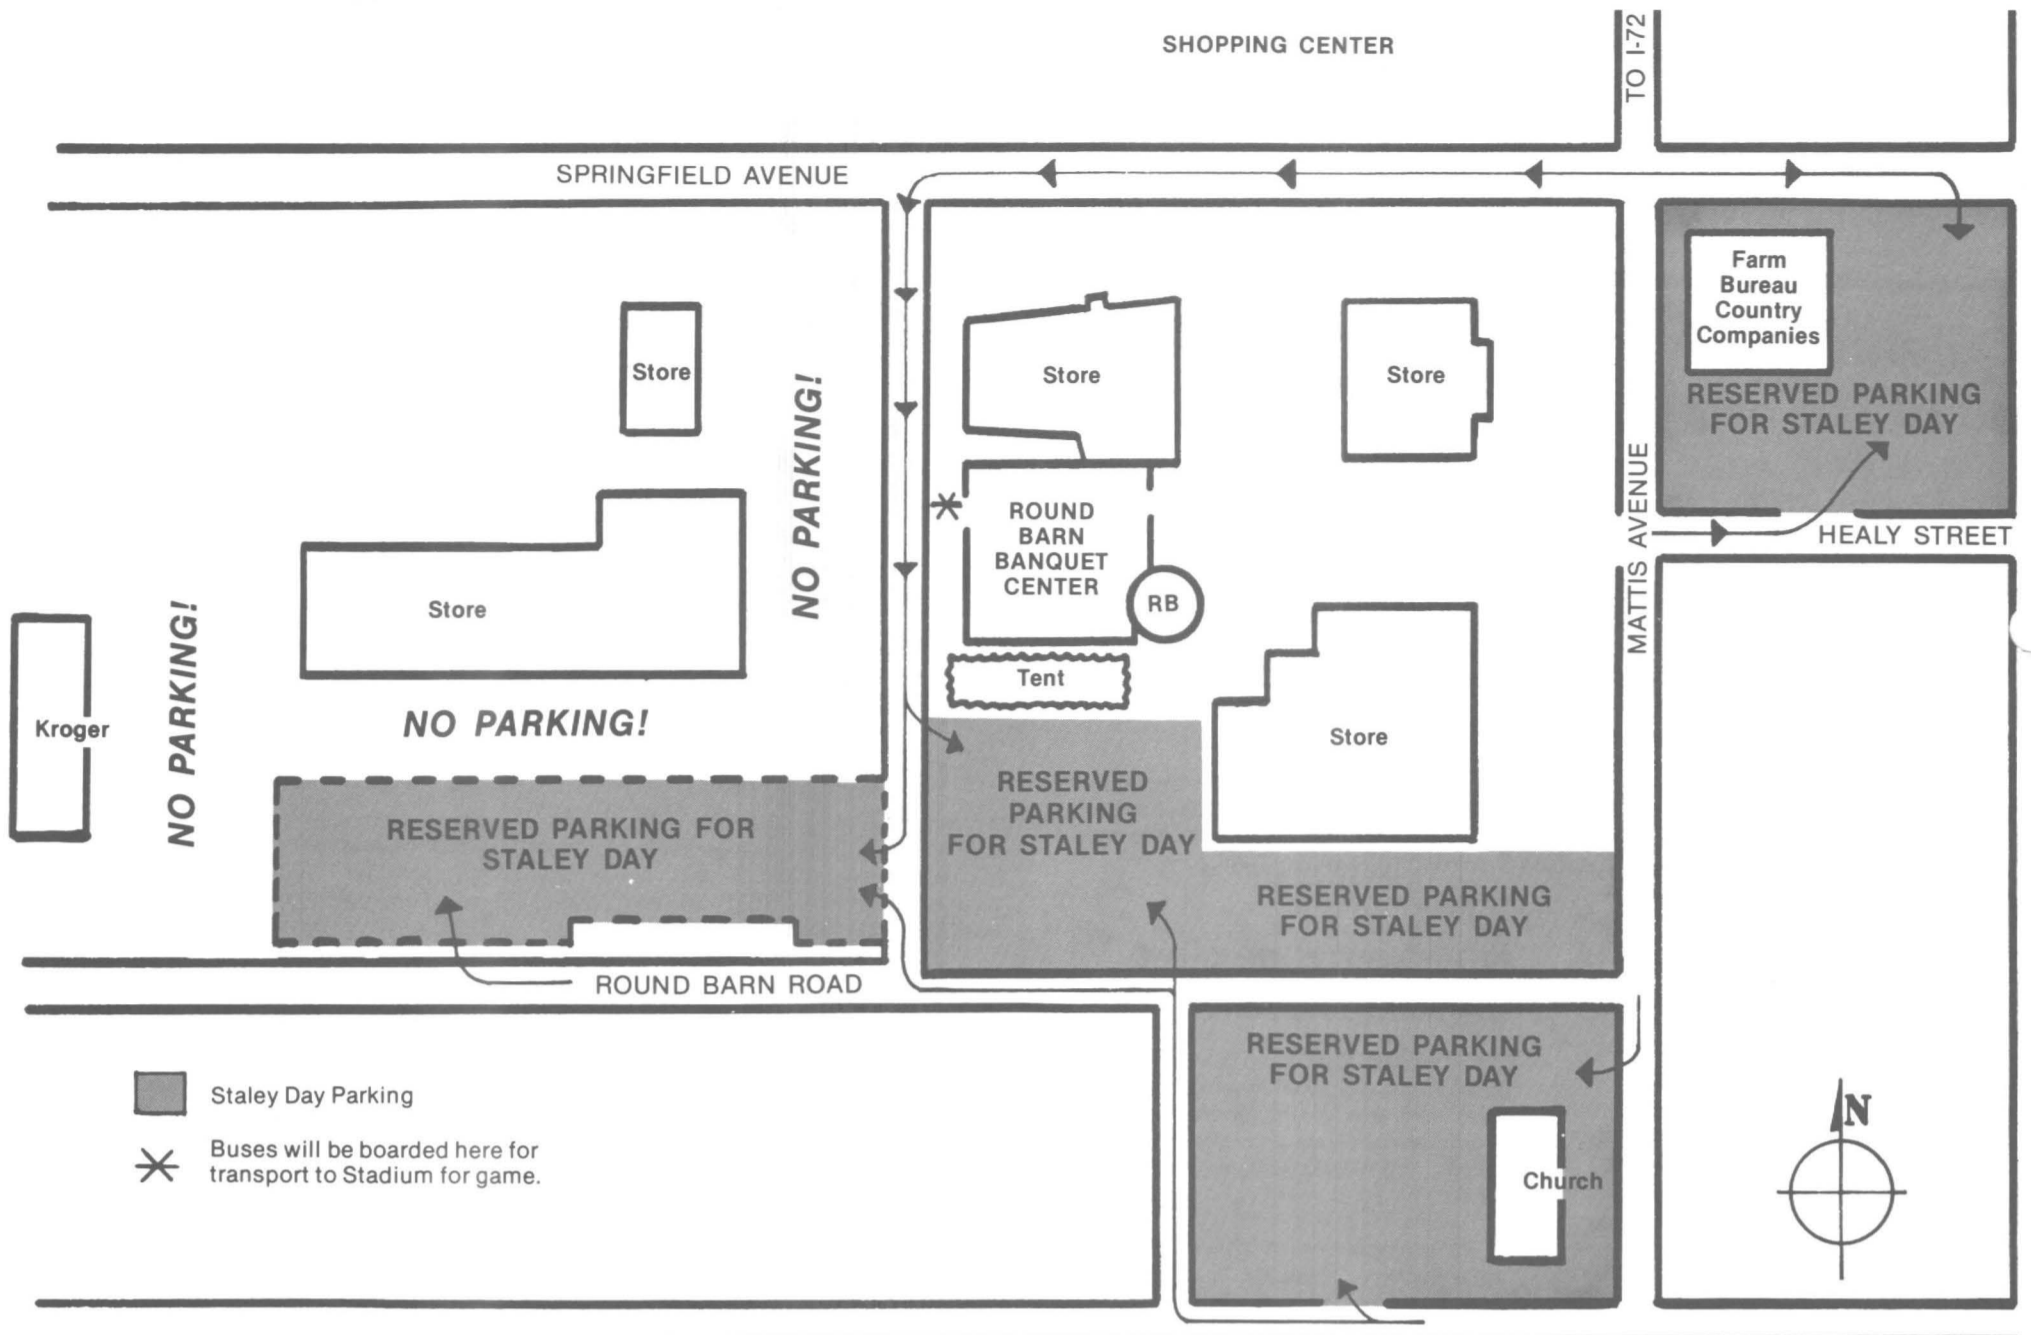 SHOPPING CENTER
TO I-72
SPRINGFIELD AVENUE
Farm
Bureau
Country
Companies
RESERVED PARKING
FOR STALEY DAY
Store
Store
Store
NO PARKING!
MATTIS AVENUE
HEALY STREET
ROUND
BARN
BANQUET
CENTER
RB
Store
NO PARKING!
Kroger
Tent
NO PARKING!
Store
RESERVED
PARKING
FOR STALEY DAY
RESERVED PARKING FOR
STALEY DAY
RESERVED PARKING
FOR STALEY DAY
ROUND BARN ROAD
RESERVED PARKING
FOR STALEY DAY
Church
Staley Day Parking
Buses will be boarded here for
transport to Stadium for game.
N